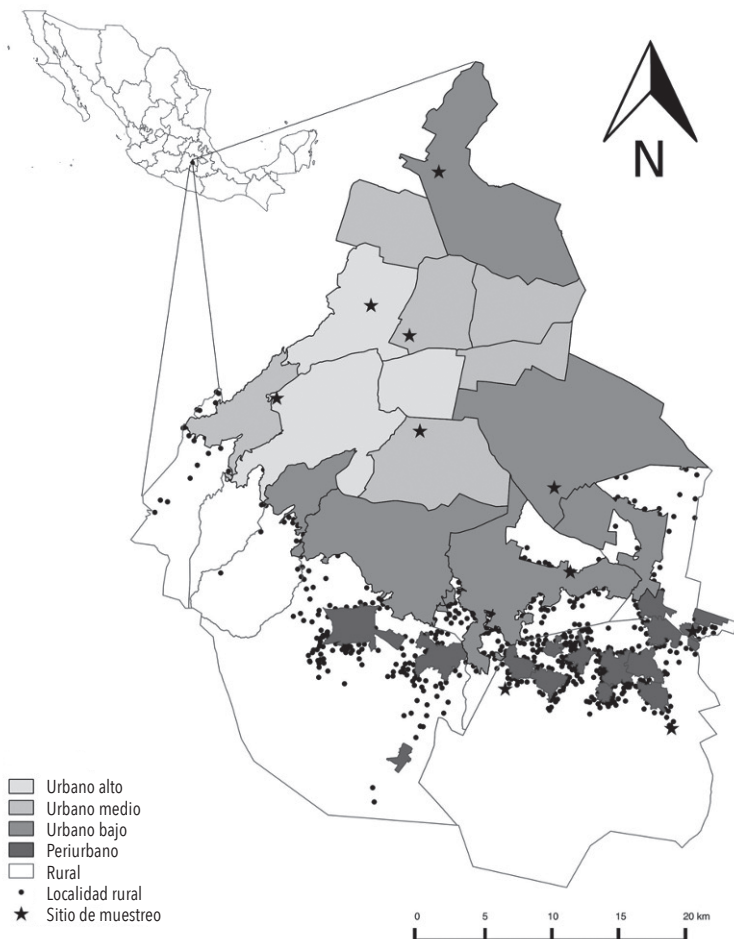 N
Urbano alto
Urbano medio
Urbano bajo
Periurbano
Rural
Localidad rural
Sitio de muestreo
0 5 10 15 20 km